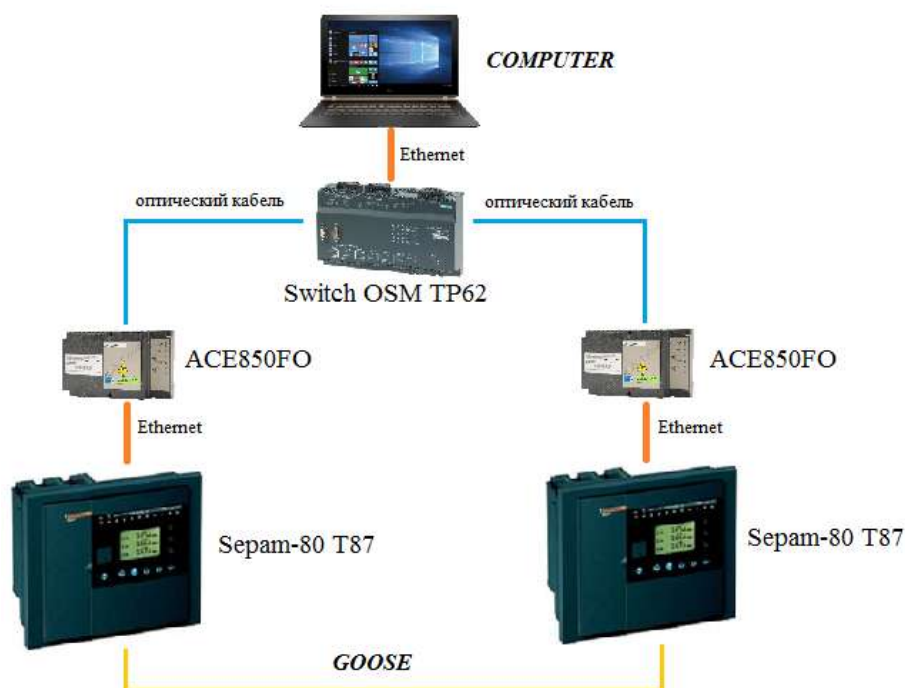 COMPUTER
Ethernet
оптический кабель
оптический кабель
Switch OSM TP62
ACE850FO
ACE850FO
Ethernet
Ethernet
Sepam-80 T87
Sepam-80 T87
GOOSE